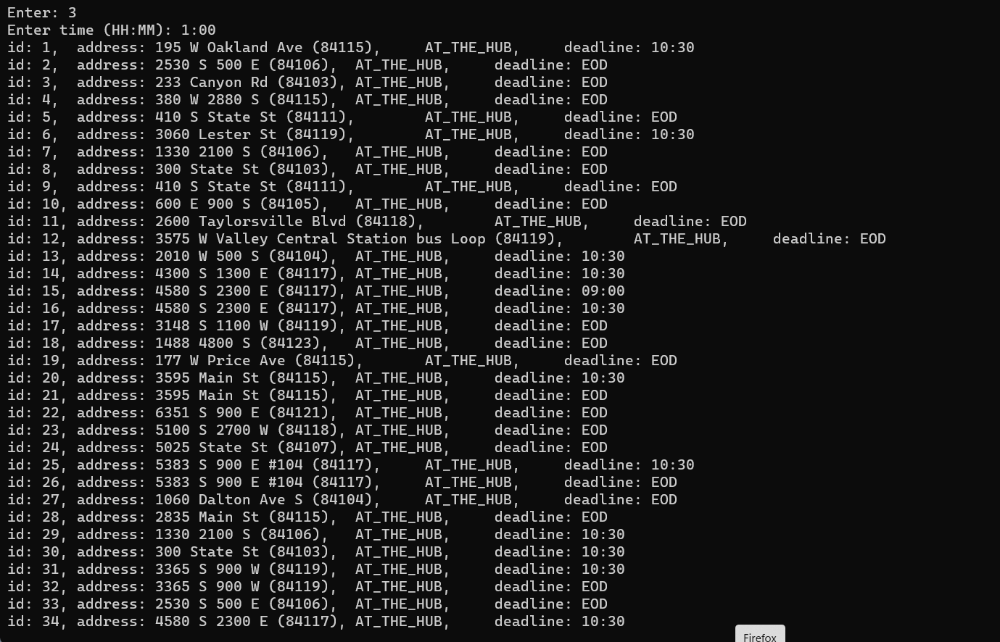 Enter: 3
Enter time (HH:MM): 1:00
id: 1,  address: 195 W Oakland Ave (84115),     AT_THE_HUB,     deadline: 10:30
id: 2,  address: 2530 S 500 E (84106),  AT_THE_HUB,     deadline: EOD
id: 3,  address: 233 Canyon Rd (84103), AT_THE_HUB,     deadline: EOD
id: 4,  address: 380 W 2880 S (84115),  AT_THE_HUB,     deadline: EOD
id: 5,  address: 410 S State St (84111),        AT_THE_HUB,     deadline: EOD
id: 6,  address: 3060 Lester St (84119),        AT_THE_HUB,     deadline: 10:30
id: 7,  address: 1330 2100 S (84106),   AT_THE_HUB,     deadline: EOD
id: 8,  address: 300 State St (84103),  AT_THE_HUB,     deadline: EOD
id: 9,  address: 410 S State St (84111),        AT_THE_HUB,     deadline: EOD
id: 10, address: 600 E 900 S (84105),   AT_THE_HUB,     deadline: EOD
id: 11, address: 2600 Taylorsville Blvd (84118),        AT_THE_HUB,     deadline: EOD
id: 12, address: 3575 W Valley Central Station bus Loop (84119),        AT_THE_HUB,     deadline: EOD
id: 13, address: 2010 W 500 S (84104),  AT_THE_HUB,     deadline: 10:30
id: 14, address: 4300 S 1300 E (84117), AT_THE_HUB,     deadline: 10:30
id: 15, address: 4580 S 2300 E (84117), AT_THE_HUB,     deadline: 09:00
id: 16, address: 4580 S 2300 E (84117), AT_THE_HUB,     deadline: 10:30
id: 17, address: 3148 S 1100 W (84119), AT_THE_HUB,     deadline: EOD
id: 18, address: 1488 4800 S (84123),   AT_THE_HUB,     deadline: EOD
id: 19, address: 177 W Price Ave (84115),       AT_THE_HUB,     deadline: EOD
id: 20, address: 3595 Main St (84115),  AT_THE_HUB,     deadline: 10:30
id: 21, address: 3595 Main St (84115),  AT_THE_HUB,     deadline: EOD
id: 22, address: 6351 S 900 E (84121),  AT_THE_HUB,     deadline: EOD
id: 23, address: 5100 S 2700 W (84118), AT_THE_HUB,     deadline: EOD
id: 24, address: 5025 State St (84107), AT_THE_HUB,     deadline: EOD
id: 25, address: 5383 S 900 E #104 (84117),     AT_THE_HUB,     deadline: 10:30
id: 26, address: 5383 S 900 E #104 (84117),     AT_THE_HUB,     deadline: EOD
id: 27, address: 1060 Dalton Ave S (84104),     AT_THE_HUB,     deadline: EOD
id: 28, address: 2835 Main St (84115),  AT_THE_HUB,     deadline: EOD
id: 29, address: 1330 2100 S (84106),   AT_THE_HUB,     deadline: 10:30
id: 30, address: 300 State St (84103),  AT_THE_HUB,     deadline: 10:30
id: 31, address: 3365 S 900 W (84119),  AT_THE_HUB,     deadline: 10:30
id: 32, address: 3365 S 900 W (84119),  AT_THE_HUB,     deadline: EOD
id: 33, address: 2530 S 500 E (84106),  AT_THE_HUB,     deadline: EOD
id: 34, address: 4580 S 2300 E (84117), AT_THE_HUB,     deadline: 10:30
Firefox